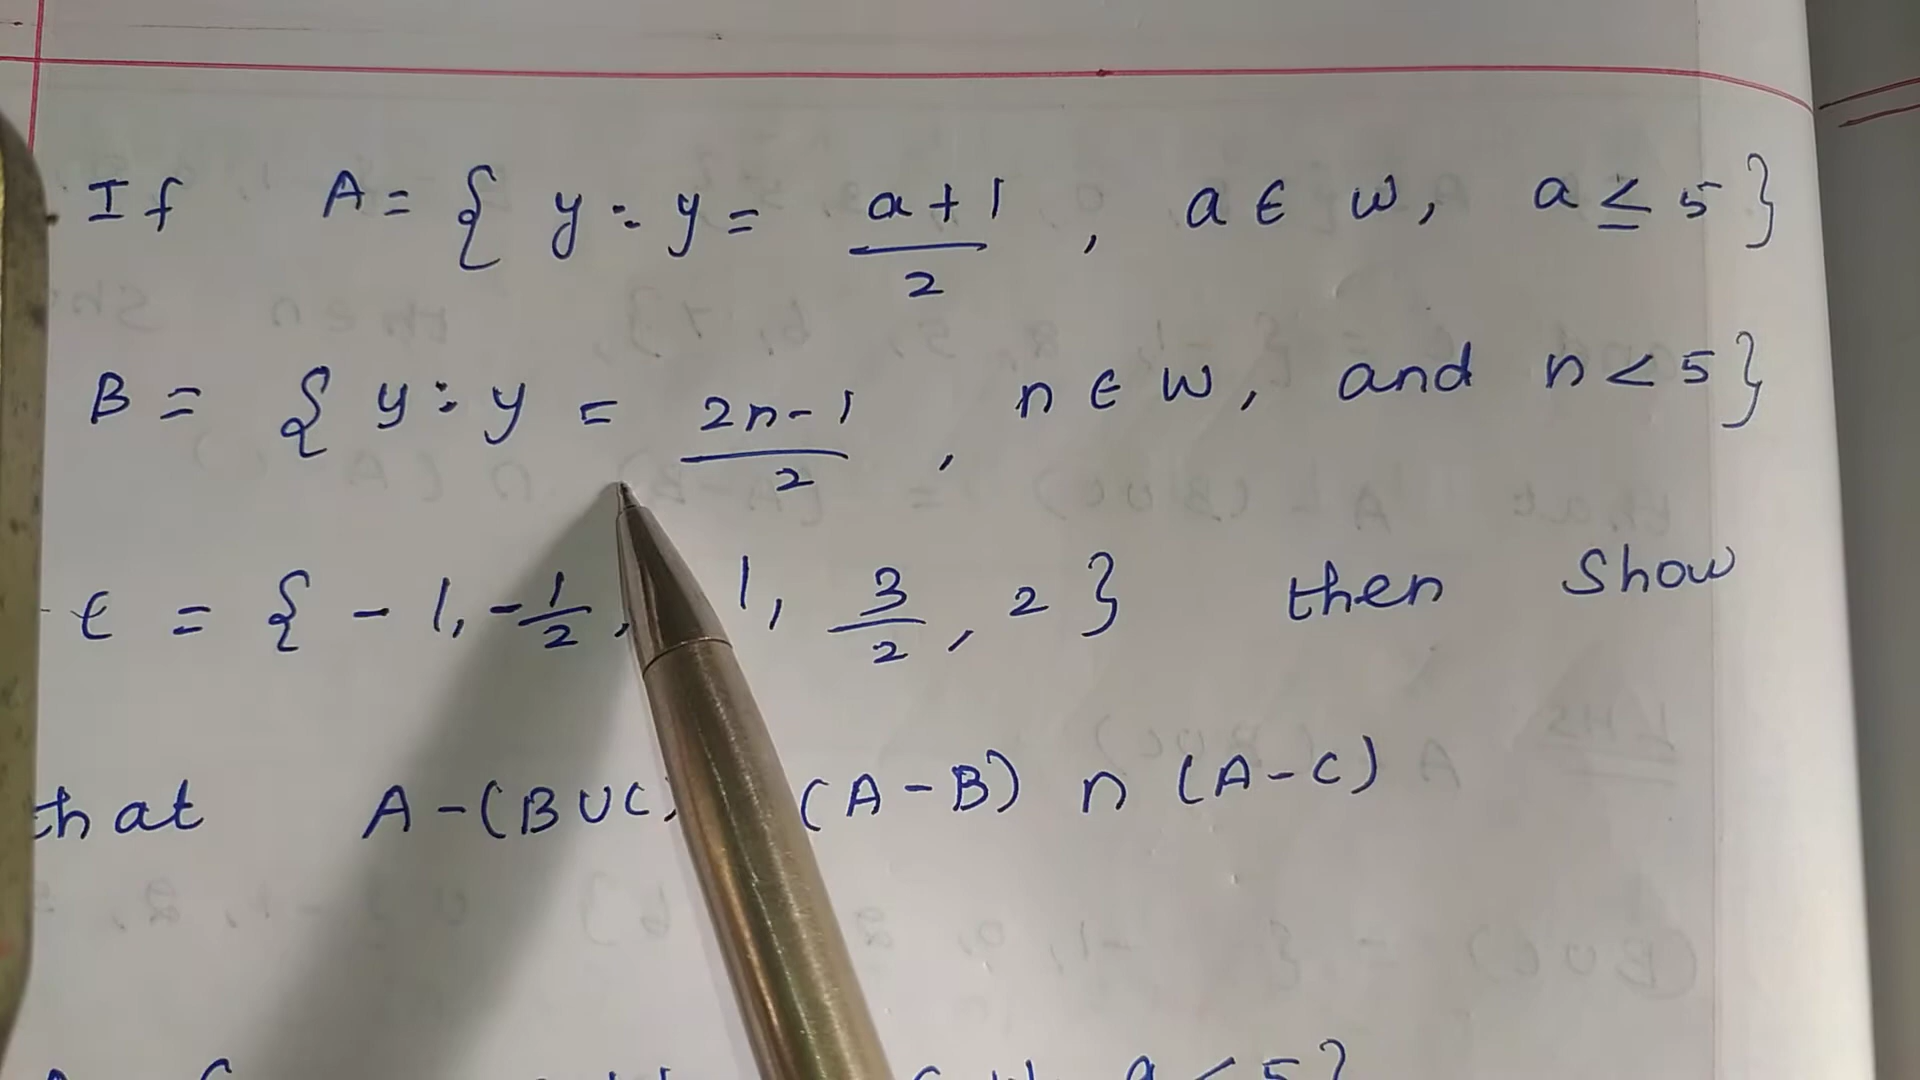 If A = { y : y = a+1/2, a ∈ W, a ≤ 5 }
B = { y : y = 2n-1/2, n ∈ W, and n < 5 }
C = { -1, -1/2, 1, 3/2, 2 } then show
that A-(B∪C) (A-B) ∩ (A-C)